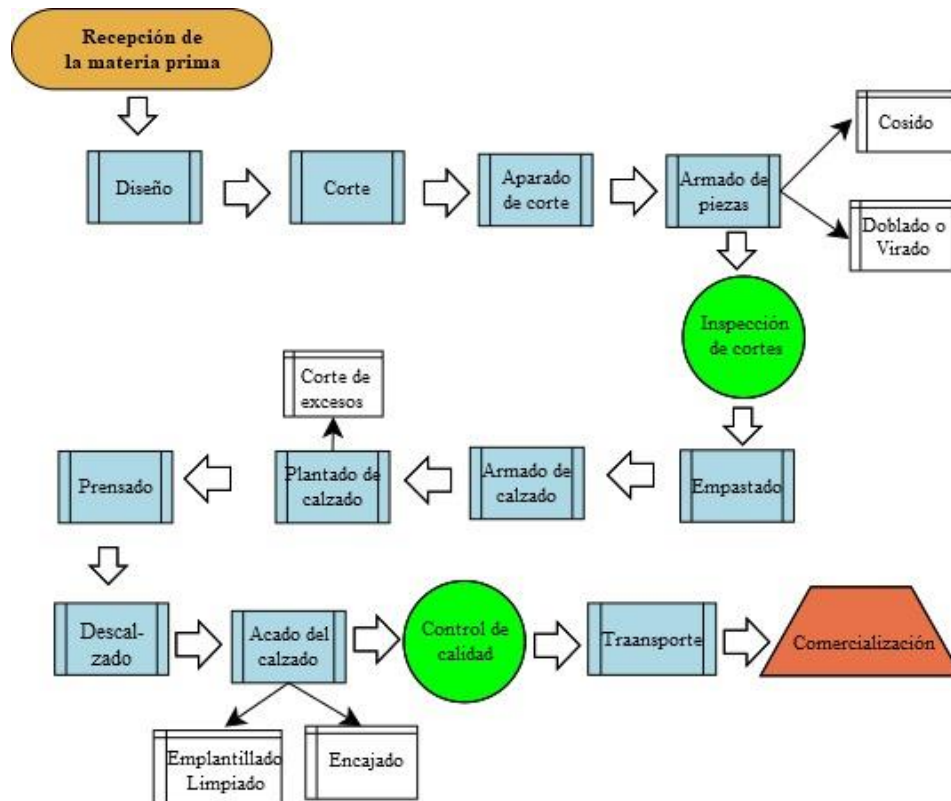 Recepción de
la materia prima
Diseño
Corte
Aparado
de corte
Armado de
piezas
Cosido
Doblado o
Virado
Inspección
de cortes
Corte de
excesos
Prensado
Plantado de
calzado
Armado de
calzado
Empastado
Descal-
zado
Acado del
calzado
Control de
calidad
Traansporte
Comercialización
Emplantillado
Limpiado
Encajado